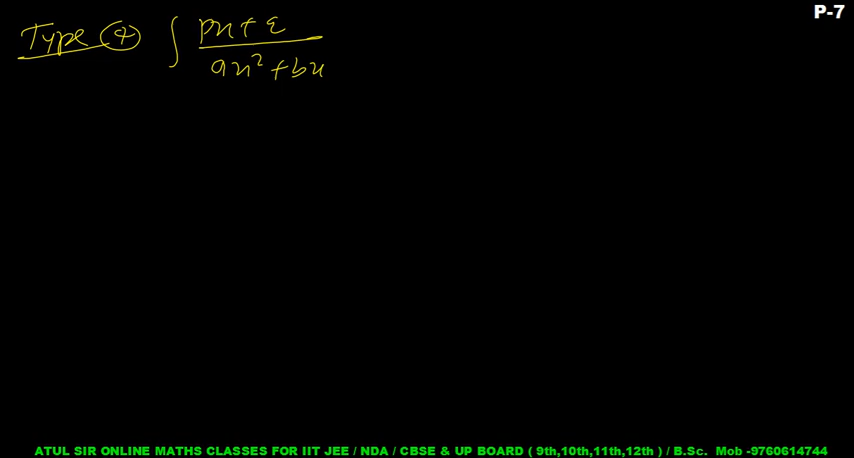 P-7
Type (4) ∫ px+q
ax² + bx
ATUL SIR ONLINE MATHS CLASSES FOR IIT JEE / NDA / CBSE & UP BOARD ( 9th,10th,11th,12th ) / B.Sc.  Mob -9760614744